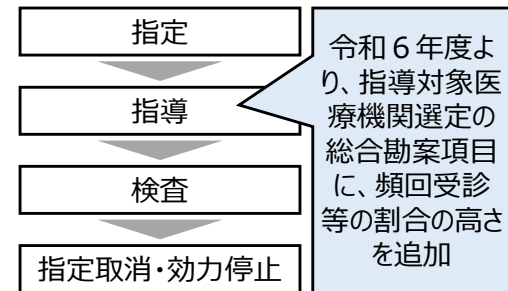 指定
指導
検査
指定取消・効力停止
令和６年度よ
り、指導対象医
療機関選定の
総合勘案項目
に、頻回受診
等の割合の高さ
を追加